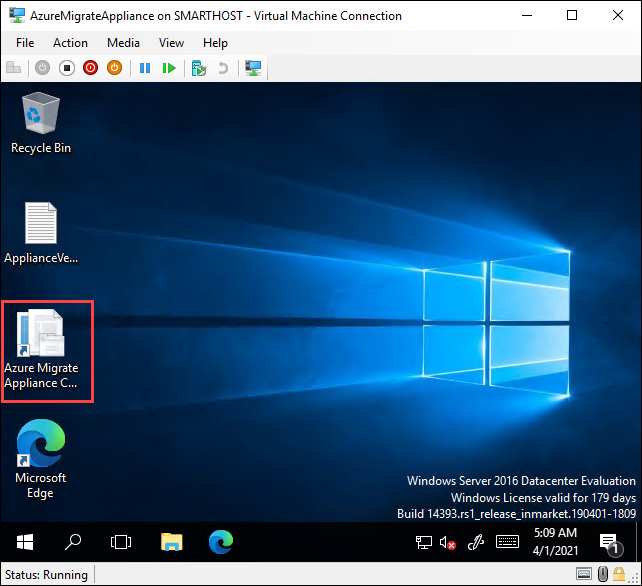 AzureMigrateAppliance on SMARTHOST - Virtual Machine Connection
File Action Media View Help
Recycle Bin
ApplianceVe...
Azure Migrate
Appliance C...
Microsoft
Edge
Windows Server 2016 Datacenter Evaluation
Windows License valid for 179 days
Build 14393.rs1_release_inmarket.190401-1809
5:09 AM
4/1/2021
1
Status: Running